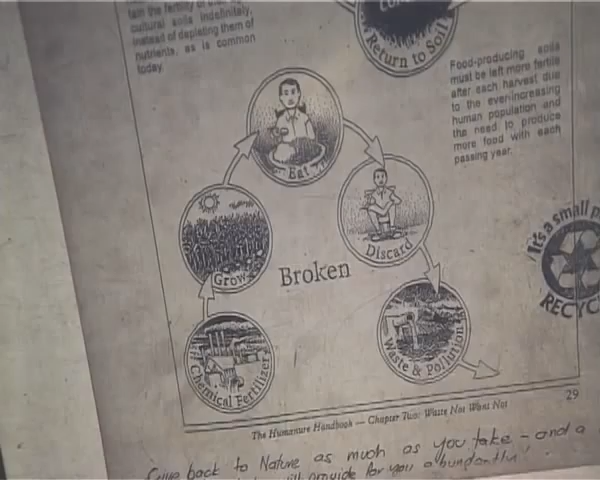 tain the fertility of
cultural soils indefinitely,
instead of depleting them of
nutrients, as is common
today.
Return to Soil
Food-producing soils
must be left more fertile
after each harvest due
to the ever-increasing
human population and
the need to produce
more food with each
passing year.
Eat
Discard
Grow
Broken
It's a small
Chemical Fertilizer
Waste & Pollution
29
The Humanure Handbook — Chapter Two: Waste Not Want Not
back to Nature as much as you take - and a
provide for you abundantly!